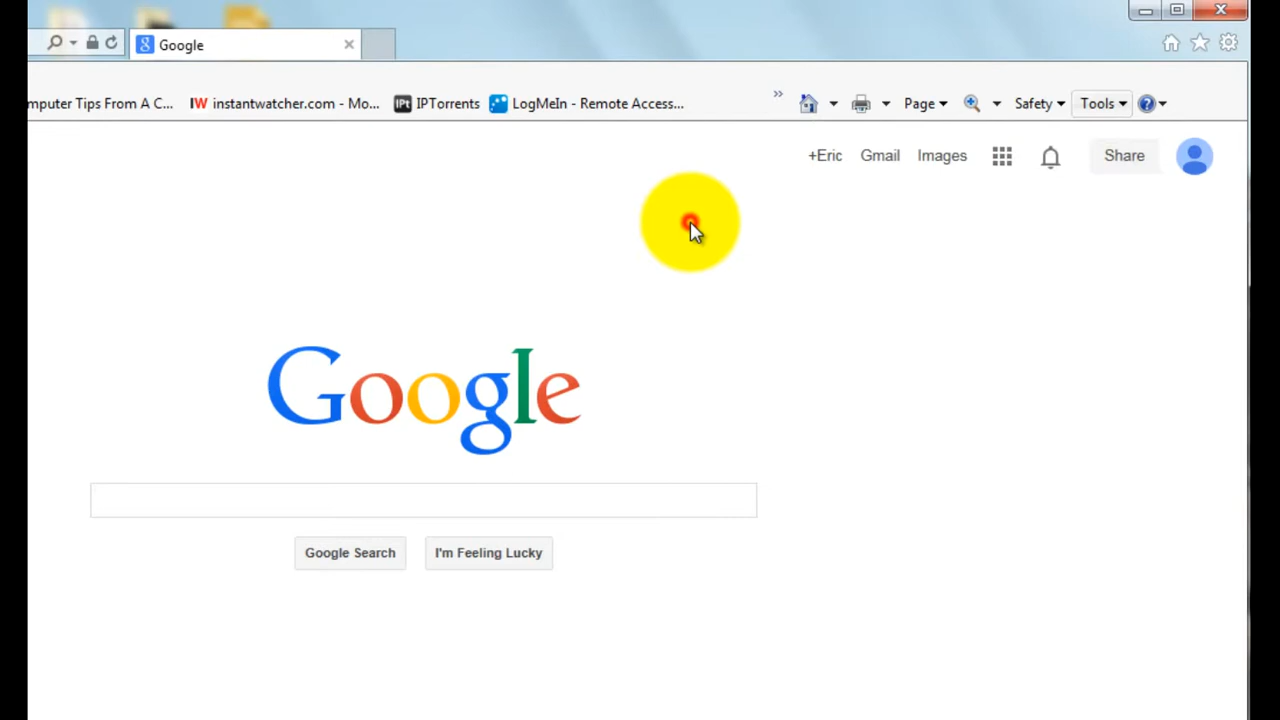 Google
mputer Tips From A C... instantwatcher.com - Mo... IPTorrents LogMeIn - Remote Access... » Page Safety Tools
+Eric Gmail Images Share
Google
Google Search I'm Feeling Lucky